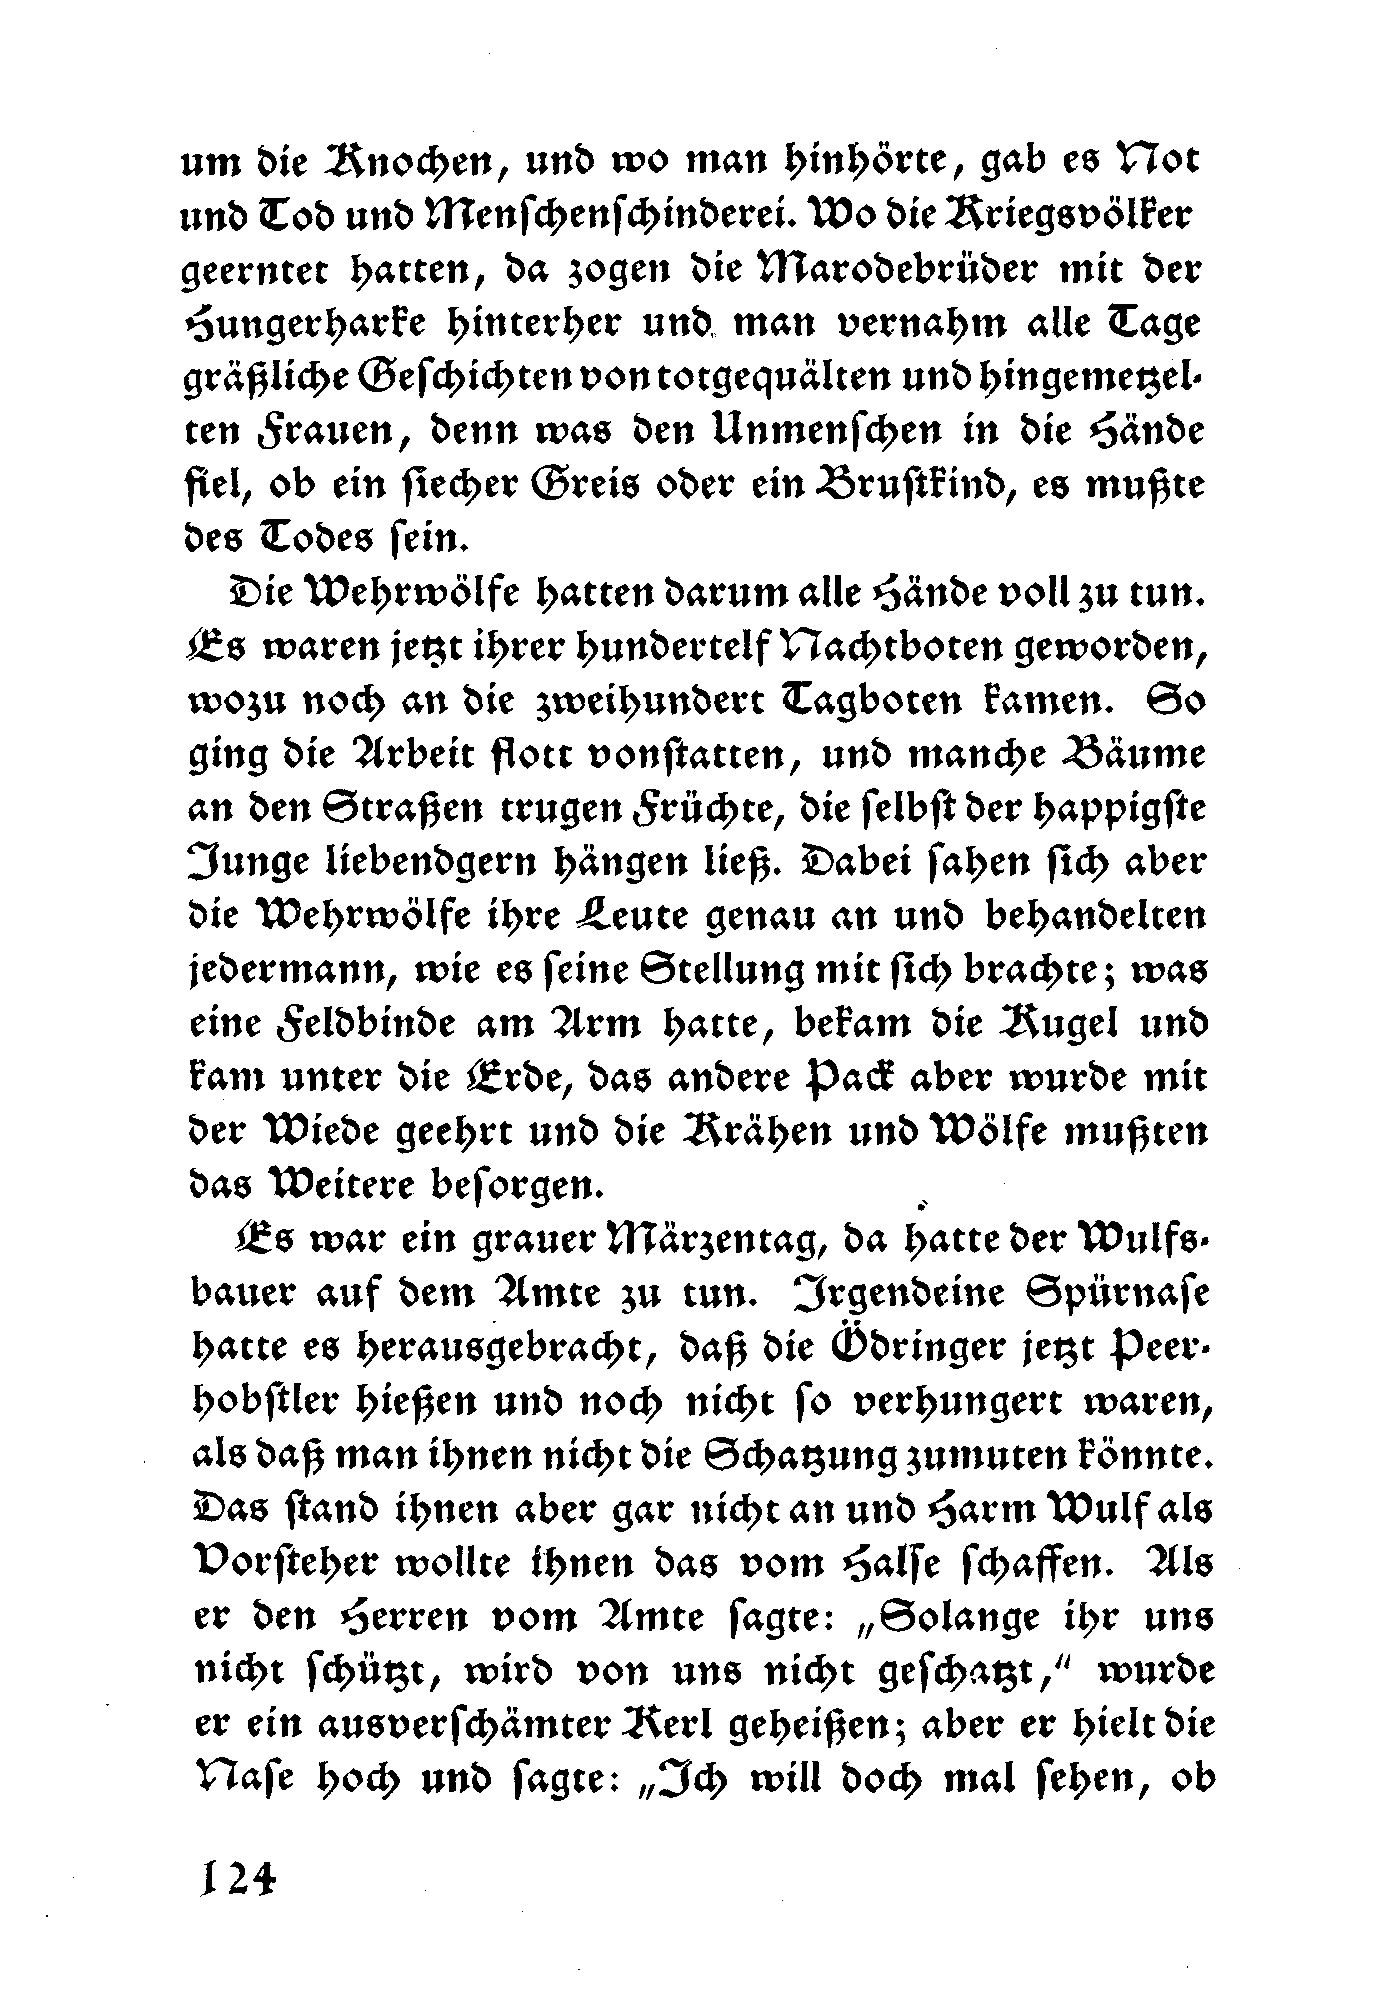 um die Knochen, und wo man hinhörte, gab es Not
und Tod und Menſchenſchinderei. Wo die Kriegsvölker
geerntet hatten, da zogen die Marodebrüder mit der
Hungerharke hinterher und man vernahm alle Tage
gräßliche Geſchichten von totgequälten und hingemetzel-
ten Frauen, denn was den Unmenſchen in die Hände
fiel, ob ein ſiecher Greis oder ein Bruſtkind, es mußte
des Todes ſein.
Die Wehrwölfe hatten darum alle Hände voll zu tun.
Es waren jetzt ihrer hundertelf Nachtboten geworden,
wozu noch an die zweihundert Tagboten kamen. So
ging die Arbeit flott vonſtatten, und manche Bäume
an den Straßen trugen Früchte, die ſelbſt der happigſte
Junge liebendgern hängen ließ. Dabei ſahen ſich aber
die Wehrwölfe ihre Leute genau an und behandelten
jedermann, wie es ſeine Stellung mit ſich brachte; was
eine Feldbinde am Arm hatte, bekam die Kugel und
kam unter die Erde, das andere Pack aber wurde mit
der Wiede geehrt und die Krähen und Wölfe mußten
das Weitere beſorgen.
Es war ein grauer Märzentag, da hatte der Wulfs-
bauer auf dem Amte zu tun. Irgendeine Spürnaſe
hatte es herausgebracht, daß die Ödringer jetzt Peer-
hobſtler hießen und noch nicht ſo verhungert waren,
als daß man ihnen nicht die Schatzung zumuten könnte.
Das ſtand ihnen aber gar nicht an und Harm Wulf als
Vorſteher wollte ihnen das vom Halſe ſchaffen. Als
er den Herren vom Amte ſagte: „Solange ihr uns
nicht ſchützt, wird von uns nicht geſchatzt,“ wurde
er ein ausverſchämter Kerl geheißen; aber er hielt die
Naſe hoch und ſagte: „Ich will doch mal ſehen, ob
124